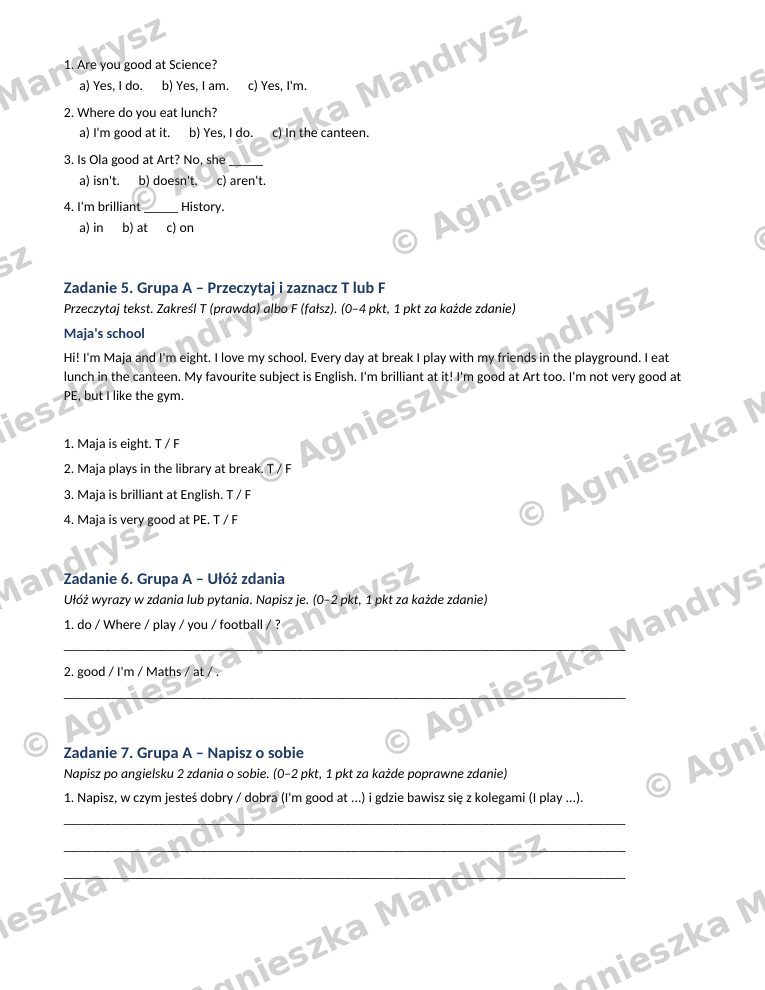 1. Are you good at Science?
a) Yes, I do. b) Yes, I am. c) Yes, I'm.
2. Where do you eat lunch?
a) I'm good at it. b) Yes, I do. c) In the canteen.
3. Is Ola good at Art? No, she _____
a) isn't. b) doesn't. c) aren't.
4. I'm brilliant _____ History.
a) in b) at c) on
Zadanie 5. Grupa A – Przeczytaj i zaznacz T lub F
Przeczytaj tekst. Zakreśl T (prawda) albo F (fałsz). (0–4 pkt, 1 pkt za każde zdanie)
Maja's school
Hi! I'm Maja and I'm eight. I love my school. Every day at break I play with my friends in the playground. I eat
lunch in the canteen. My favourite subject is English. I'm brilliant at it! I'm good at Art too. I'm not very good at
PE, but I like the gym.
1. Maja is eight. T / F
2. Maja plays in the library at break. T / F
3. Maja is brilliant at English. T / F
4. Maja is very good at PE. T / F
Zadanie 6. Grupa A – Ułóż zdania
Ułóż wyrazy w zdania lub pytania. Napisz je. (0–2 pkt, 1 pkt za każde zdanie)
1. do / Where / play / you / football / ?
2. good / I'm / Maths / at / .
Zadanie 7. Grupa A – Napisz o sobie
Napisz po angielsku 2 zdania o sobie. (0–2 pkt, 1 pkt za każde poprawne zdanie)
1. Napisz, w czym jesteś dobry / dobra (I'm good at …) i gdzie bawisz się z kolegami (I play …).
© Agnieszka Mandrysz